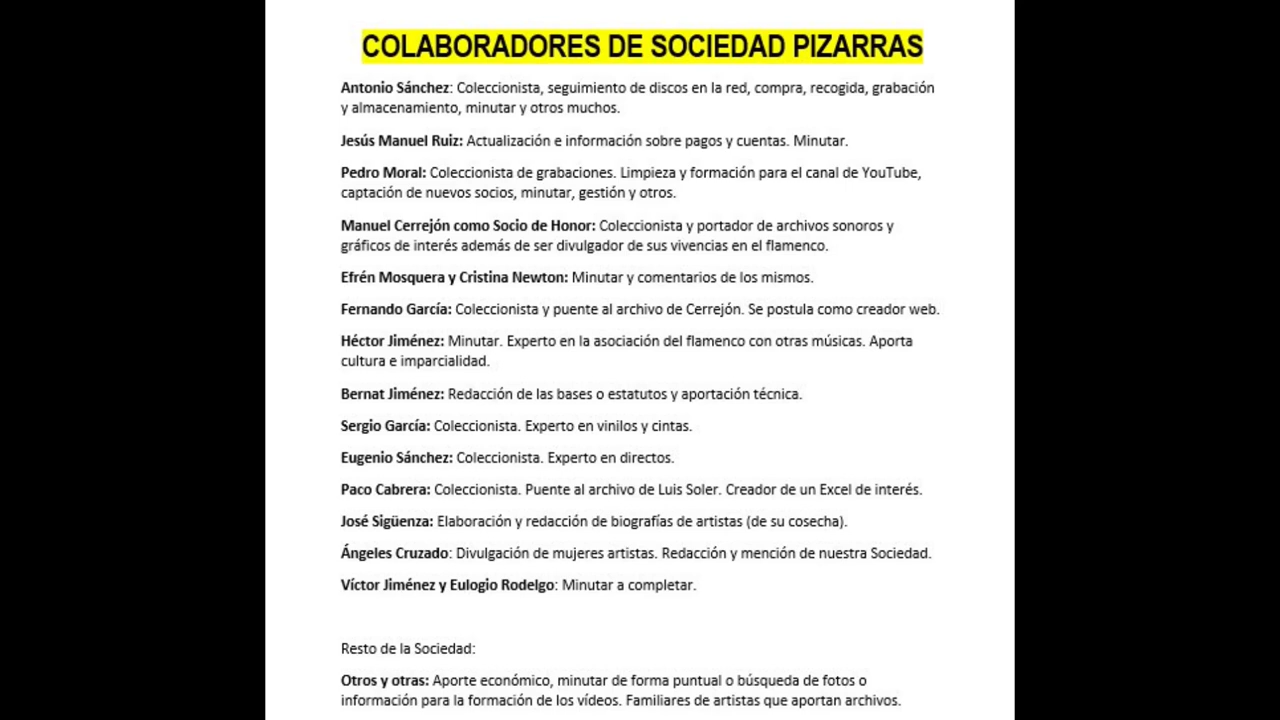 COLABORADORES DE SOCIEDAD PIZARRAS
Antonio Sánchez: Coleccionista, seguimiento de discos en la red, compra, recogida, grabación
y almacenamiento, minutar y otros muchos.
Jesús Manuel Ruiz: Actualización e información sobre pagos y cuentas. Minutar.
Pedro Moral: Coleccionista de grabaciones. Limpieza y formación para el canal de YouTube,
captación de nuevos socios, minutar, gestión y otros.
Manuel Cerrejón como Socio de Honor: Coleccionista y portador de archivos sonoros y
gráficos de interés además de ser divulgador de sus vivencias en el flamenco.
Efrén Mosquera y Cristina Newton: Minutar y comentarios de los mismos.
Fernando García: Coleccionista y puente al archivo de Cerrejón. Se postula como creador web.
Héctor Jiménez: Minutar. Experto en la asociación del flamenco con otras músicas. Aporta
cultura e imparcialidad.
Bernat Jiménez: Redacción de las bases o estatutos y aportación técnica.
Sergio García: Coleccionista. Experto en vinilos y cintas.
Eugenio Sánchez: Coleccionista. Experto en directos.
Paco Cabrera: Coleccionista. Puente al archivo de Luis Soler. Creador de un Excel de interés.
José Sigüenza: Elaboración y redacción de biografías de artistas (de su cosecha).
Ángeles Cruzado: Divulgación de mujeres artistas. Redacción y mención de nuestra Sociedad.
Víctor Jiménez y Eulogio Rodelgo: Minutar a completar.
Resto de la Sociedad:
Otros y otras: Aporte económico, minutar de forma puntual o búsqueda de fotos o
información para la formación de los vídeos. Familiares de artistas que aportan archivos.